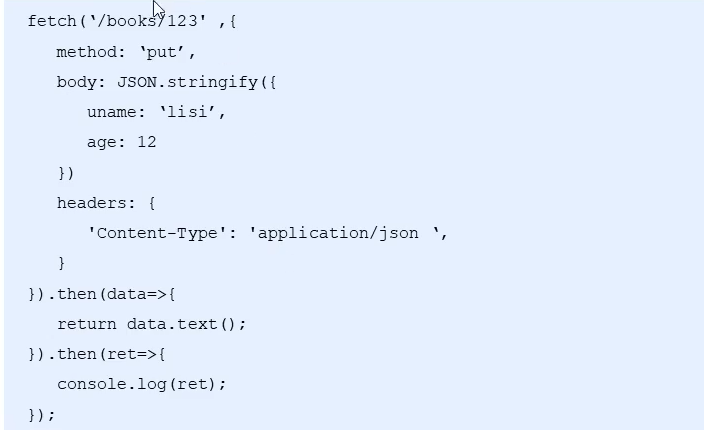 fetch(‘/books/123' ,{
method: ‘put’,
body: JSON.stringify({
uname: ‘lisi’,
age: 12
})
headers: {
'Content-Type': 'application/json ‘,
}
}).then(data=>{
return data.text();
}).then(ret=>{
console.log(ret);
});